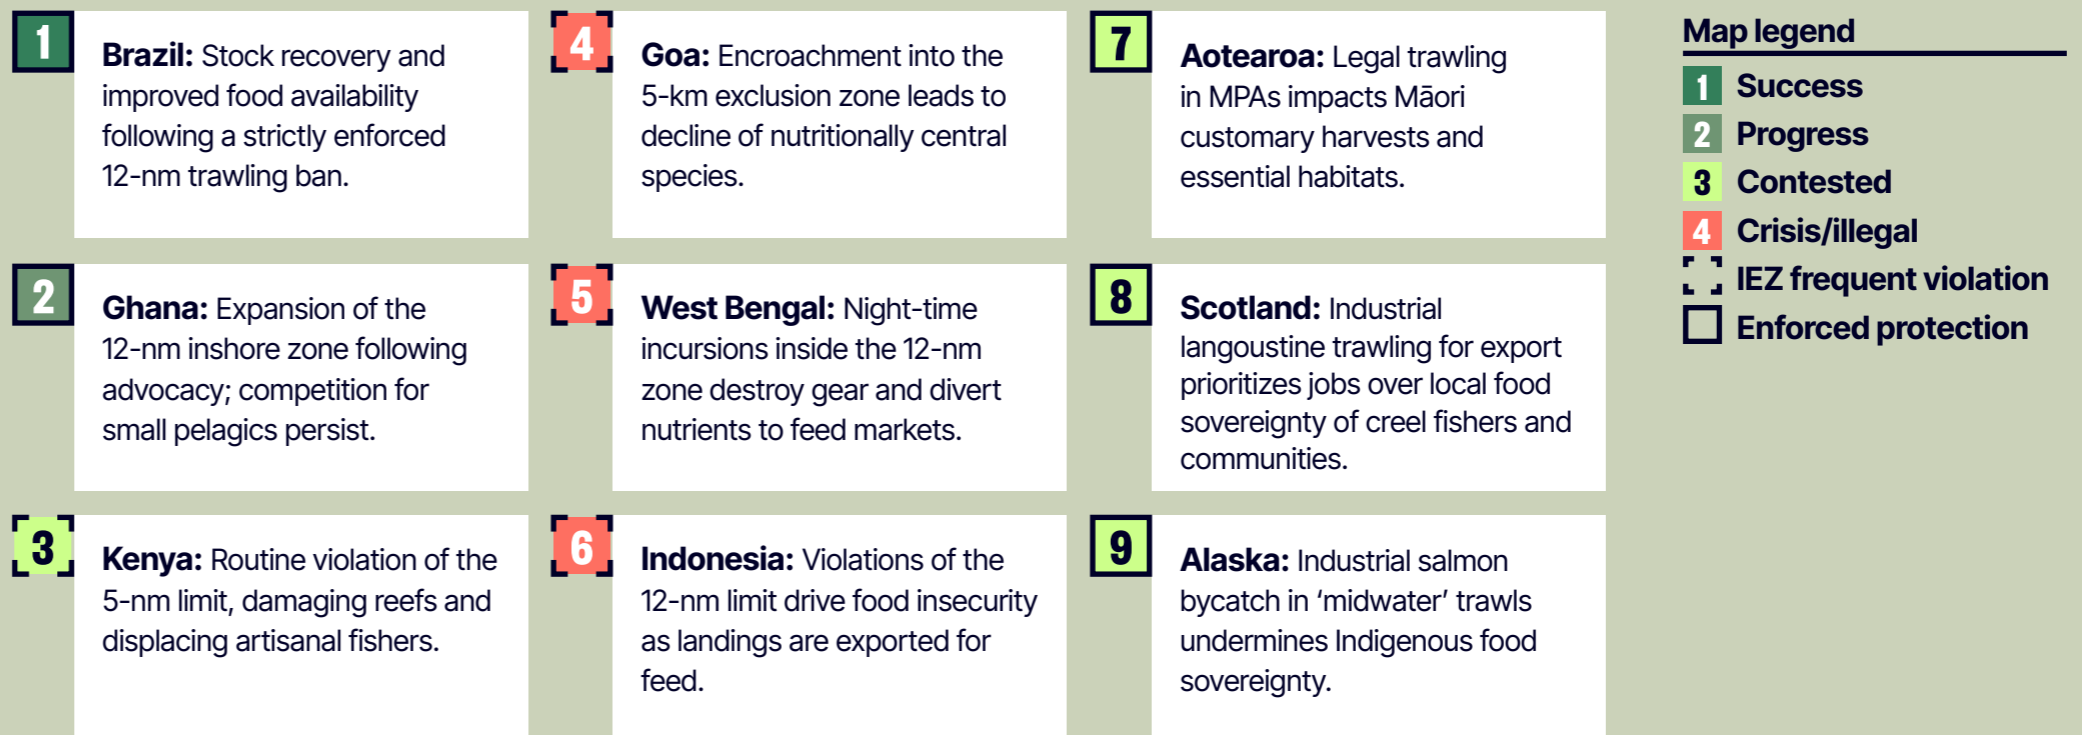 1
Brazil: Stock recovery and
improved food availability
following a strictly enforced
12-nm trawling ban.
2
Ghana: Expansion of the
12-nm inshore zone following
advocacy; competition for
small pelagics persist.
3
Kenya: Routine violation of the
5-nm limit, damaging reefs and
displacing artisanal fishers.
4
Goa: Encroachment into the
5-km exclusion zone leads to
decline of nutritionally central
species.
5
West Bengal: Night-time
incursions inside the 12-nm
zone destroy gear and divert
nutrients to feed markets.
6
Indonesia: Violations of the
12-nm limit drive food insecurity
as landings are exported for
feed.
7
Aotearoa: Legal trawling
in MPAs impacts Māori
customary harvests and
essential habitats.
8
Scotland: Industrial
langoustine trawling for export
prioritizes jobs over local food
sovereignty of creel fishers and
communities.
9
Alaska: Industrial salmon
bycatch in ‘midwater’ trawls
undermines Indigenous food
sovereignty.
Map legend
1 Success
2 Progress
3 Contested
4 Crisis/illegal
IEZ frequent violation
Enforced protection